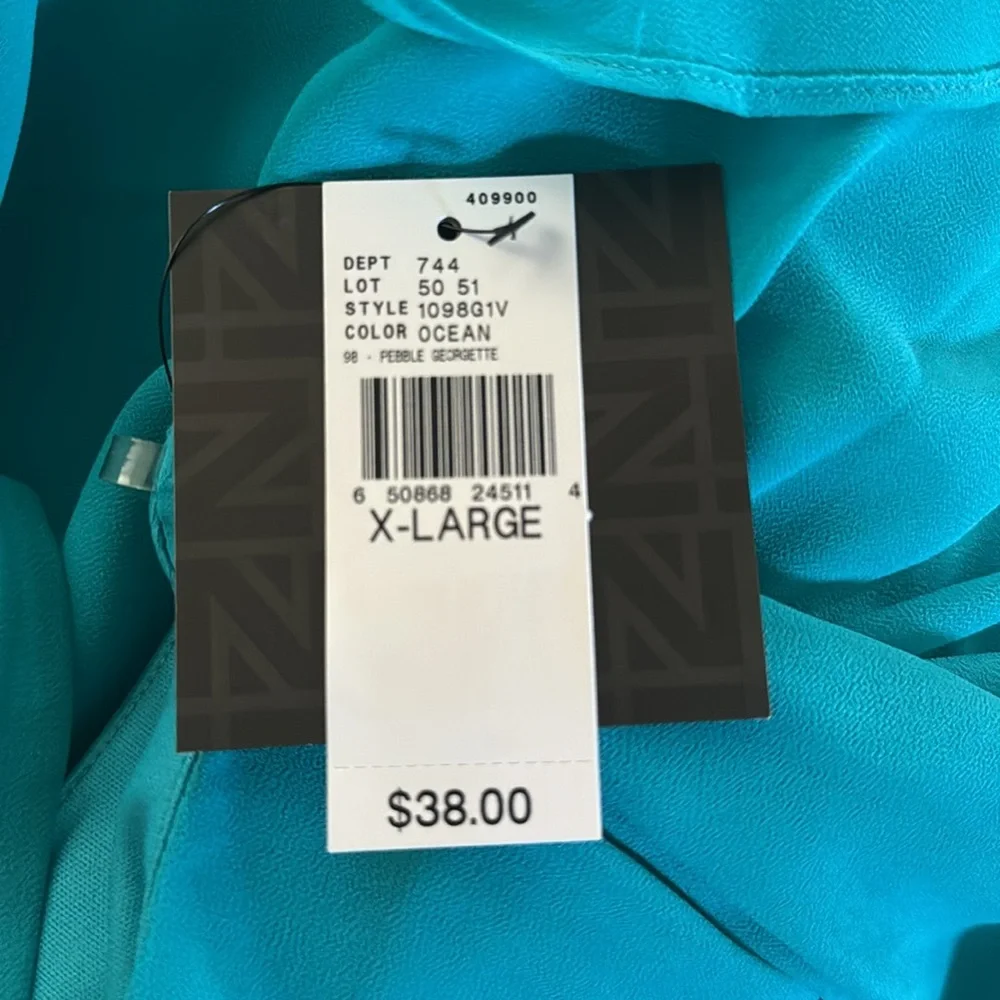 409900
DEPT 744
LOT 50 51
STYLE 1098G1V
COLOR OCEAN
98 - PEBBLE GEORGETTE
6 50868 24511 4
X-LARGE
$38.00